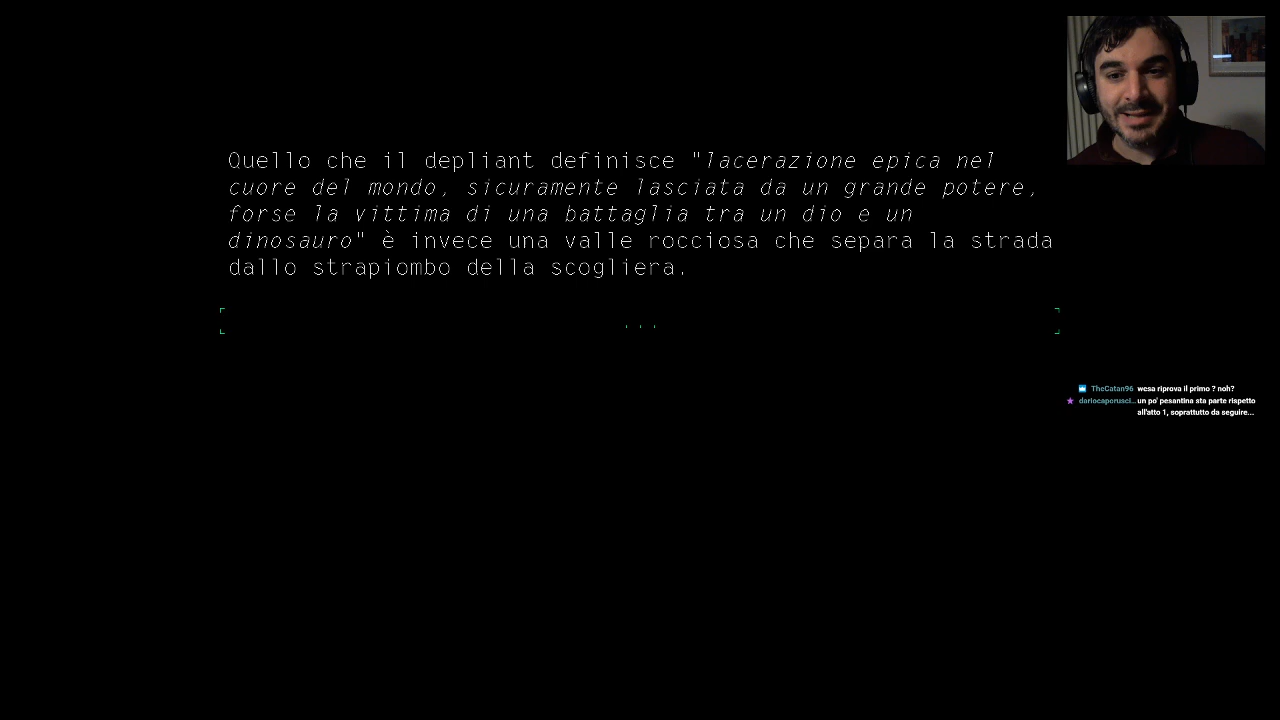 Quello che il depliant definisce "lacerazione epica nel
cuore del mondo, sicuramente lasciata da un grande potere,
forse la vittima di una battaglia tra un dio e un
dinosauro" è invece una valle rocciosa che separa la strada
dallo strapiombo della scogliera.
...
TheCatan96 wesa riprova il primo ? noh?
dariocaporusci... un po' pesantina sta parte rispetto
all'atto 1, soprattutto da seguire...